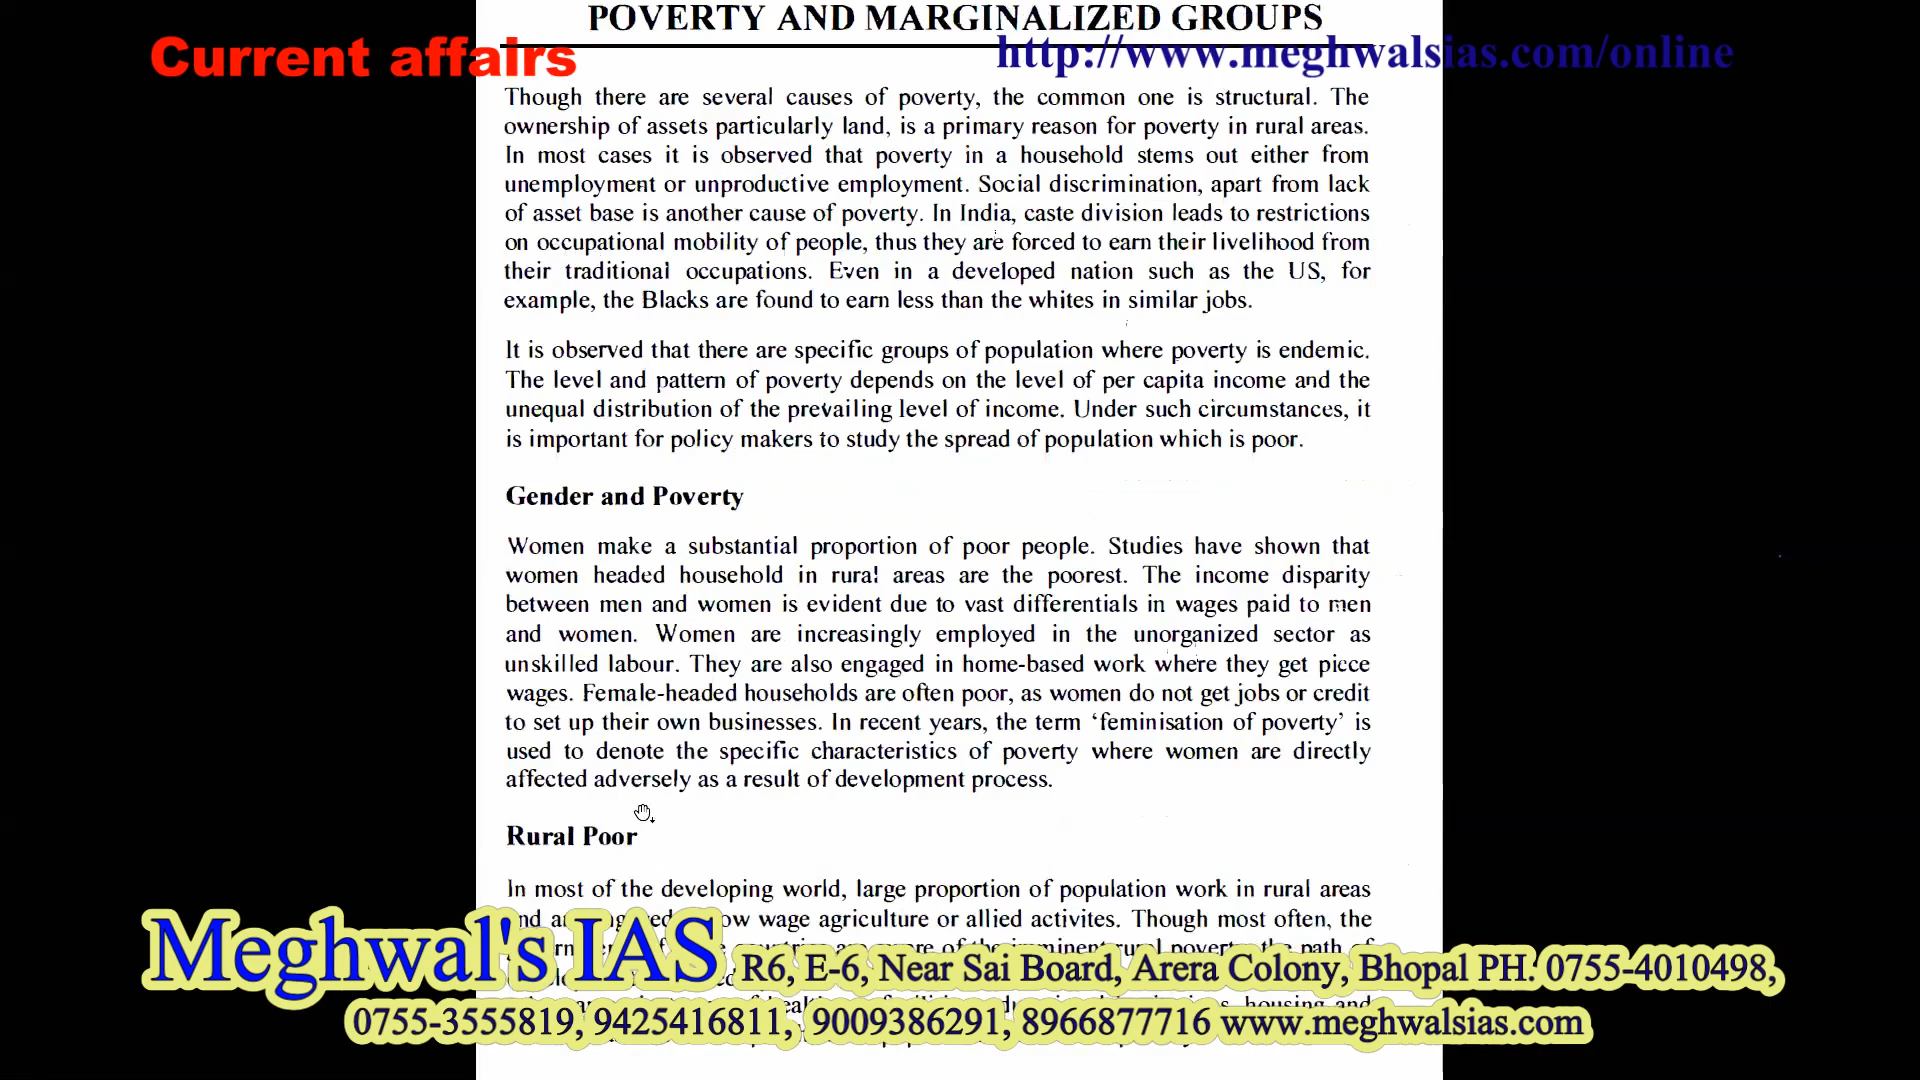 POVERTY AND MARGINALIZED GROUPS
Current affairs
http://www.meghwalsias.com/online
Though there are several causes of poverty, the common one is structural. The
ownership of assets particularly land, is a primary reason for poverty in rural areas.
In most cases it is observed that poverty in a household stems out either from
unemployment or unproductive employment. Social discrimination, apart from lack
of asset base is another cause of poverty. In India, caste division leads to restrictions
on occupational mobility of people, thus they are forced to earn their livelihood from
their traditional occupations. Even in a developed nation such as the US, for
example, the Blacks are found to earn less than the whites in similar jobs.
It is observed that there are specific groups of population where poverty is endemic.
The level and pattern of poverty depends on the level of per capita income and the
unequal distribution of the prevailing level of income. Under such circumstances, it
is important for policy makers to study the spread of population which is poor.
Gender and Poverty
Women make a substantial proportion of poor people. Studies have shown that
women headed household in rural areas are the poorest. The income disparity
between men and women is evident due to vast differentials in wages paid to men
and women. Women are increasingly employed in the unorganized sector as
unskilled labour. They are also engaged in home-based work where they get piece
wages. Female-headed households are often poor, as women do not get jobs or credit
to set up their own businesses. In recent years, the term ‘feminisation of poverty’ is
used to denote the specific characteristics of poverty where women are directly
affected adversely as a result of development process.
Rural Poor
In most of the developing world, large proportion of population work in rural areas
wage agriculture or allied activites. Though most often, the
of the imminent rural poverty, the path of
housing and
Meghwal's IAS R6, E-6, Near Sai Board, Arera Colony, Bhopal PH. 0755-4010498,
0755-3555819, 9425416811, 9009386291, 8966877716 www.meghwalsias.com